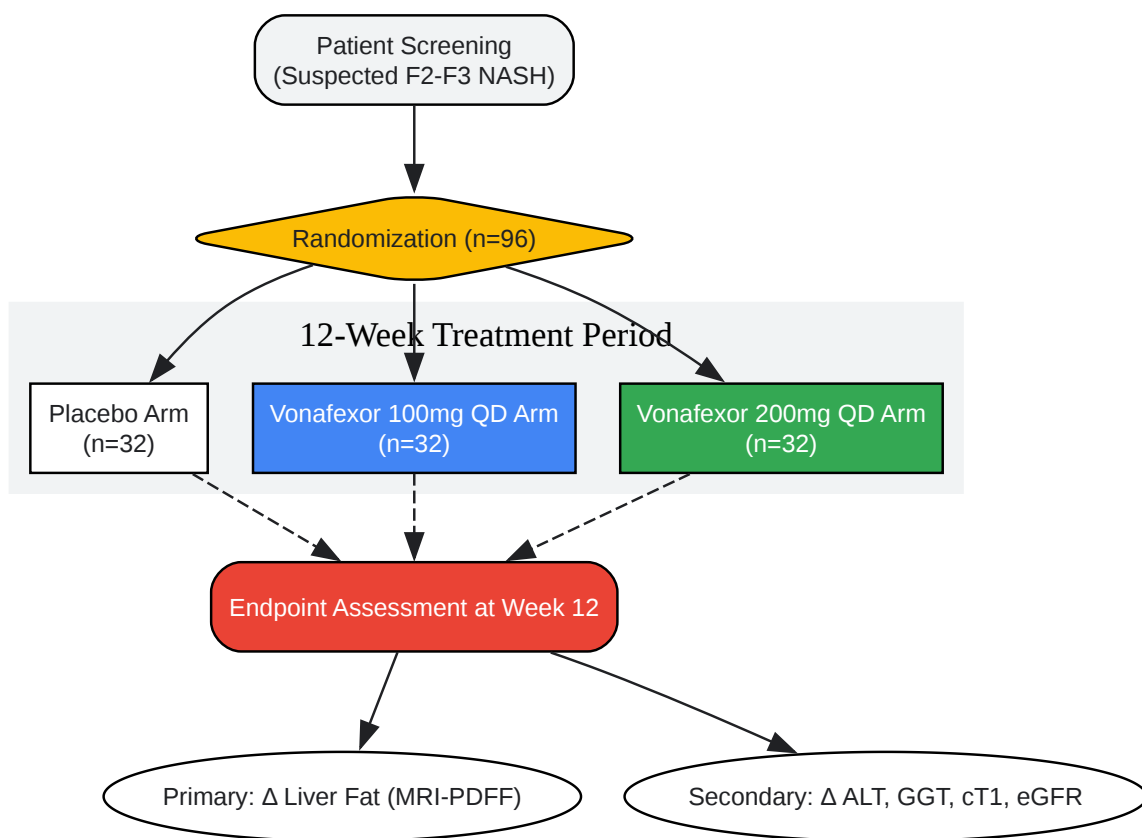 Patient Screening
(Suspected F2-F3 NASH)
Randomization (n=96)
12-Week Treatment Period
Placebo Arm
(n=32)
Vonafexor 100mg QD Arm
(n=32)
Vonafexor 200mg QD Arm
(n=32)
Endpoint Assessment at Week 12
Primary: Δ Liver Fat (MRI-PDFF)
Secondary: Δ ALT, GGT, cT1, eGFR